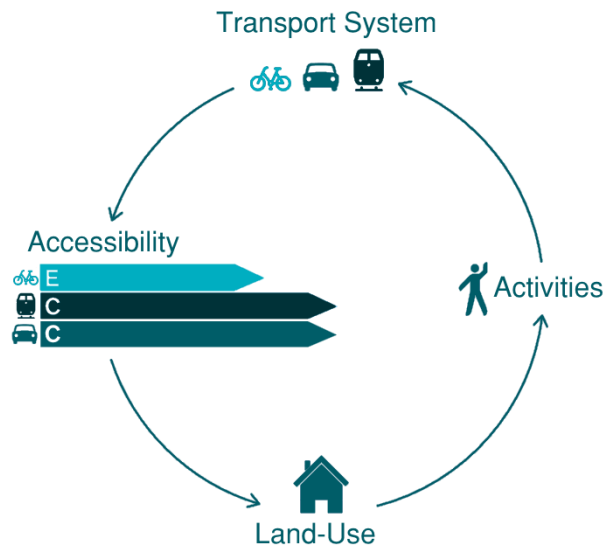 Transport System
Accessibility
E
C
C
Activities
Land-Use